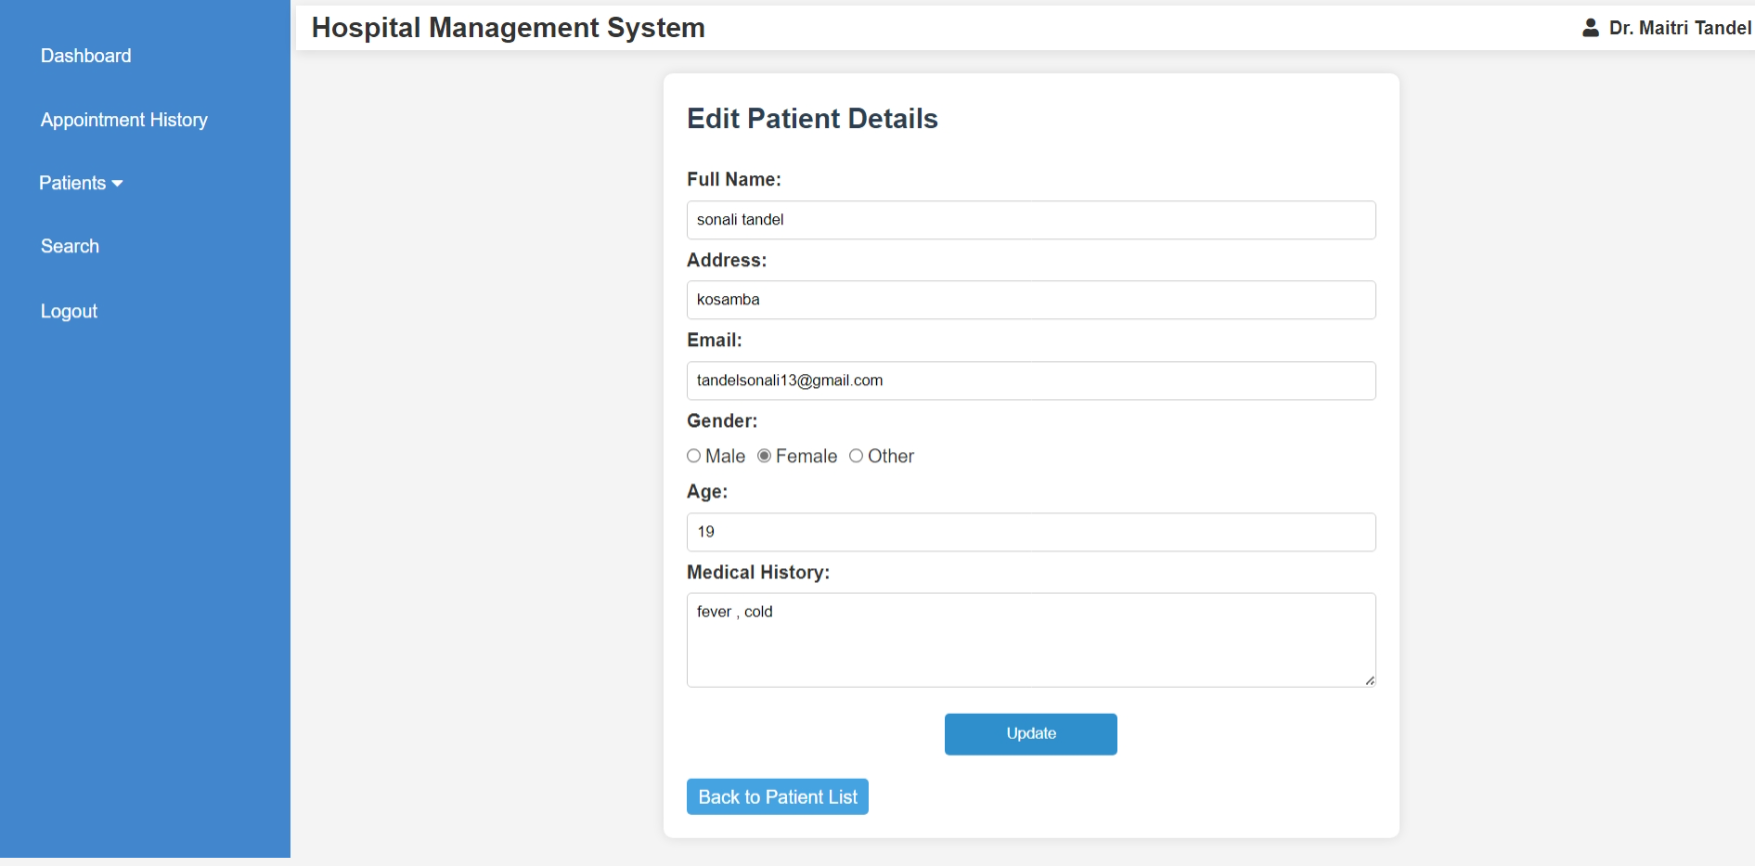 Dashboard
Appointment History
Patients
Search
Logout
Hospital Management System
Dr. Maitri Tandel
Edit Patient Details
Full Name:
sonali tandel
Address:
kosamba
Email:
tandelsonali13@gmail.com
Gender:
Male Female Other
Age:
19
Medical History:
fever , cold
Update
Back to Patient List